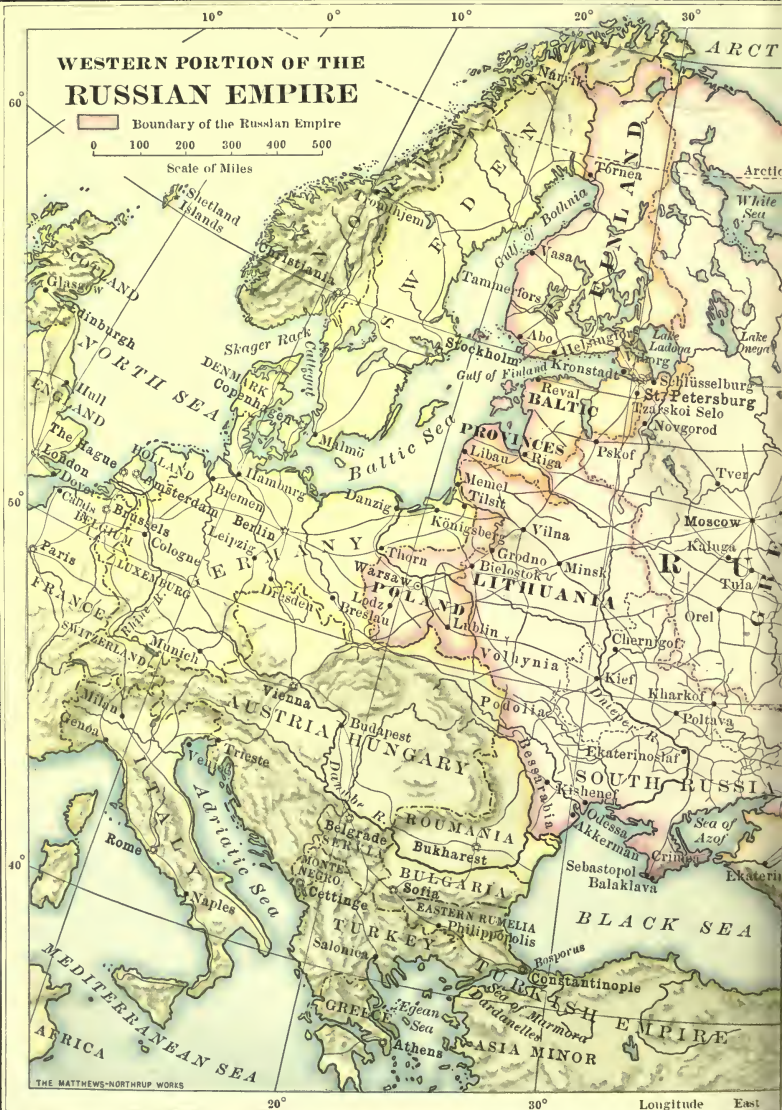 10°
0°
10°
20°
30°
WESTERN PORTION OF THE
RUSSIAN EMPIRE
Boundary of the Russian Empire
0 100 200 300 400 500
Scale of Miles
60°
50°
40°
ARCT
Narvik
Tornea
Arctic
White
Sea
FINLAND
SWEDEN
Gulf of Bothnia
Shetland
Islands
Trondhjem
Christiania
Vasa
Tammerfors
Abo
Helsingfors
Stockholm
Lake
Ladoga
Lake
Onega
Kronstadt
Gulf of Finland
Schlüsselburg
St. Petersburg
Tzarskoi Selo
Novgorod
Reval
BALTIC
PROVINCES
Pskof
Riga
Libau
SCOTLAND
Glasgow
Edinburgh
NORTH SEA
Skager Rack
Cattegat
DENMARK
Copenhagen
Malmö
Baltic Sea
Hull
ENGLAND
The Hague
London
Dover
HOLLAND
Amsterdam
Hamburg
Bremen
Berlin
Danzig
Memel
Tilsit
Königsberg
Vilna
Tver
Moscow
Kaluga
Tula
Calais
BELGIUM
Brussels
Cologne
Leipzig
GERMANY
Thorn
Grodno
Bielostok
Minsk
Warsaw
LITHUANIA
POLAND
Lodz
Breslau
Lublin
Paris
LUXEMBURG
Dresden
FRANCE
Rhine R.
SWITZERLAND
Munich
R U
GR
Orel
Chernigof
Volhynia
Kief
Kharkof
Poltava
Dnieper R.
Podolia
Ekaterinoslaf
Vienna
AUSTRIA HUNGARY
Budapest
Milan
Genoa
Trieste
Danube R.
Bessarabia
Kishenef
SOUTH RUSSIA
Odessa
Akkerman
Sea of
Azof
Crimea
Ekaterin
Sebastopol
Balaklava
ITALY
Adriatic Sea
Belgrade
SERVIA
ROUMANIA
Bukharest
Rome
Naples
MONTE-
NEGRO
Cettinge
BULGARIA
Sofia
EASTERN RUMELIA
Philippopolis
TURKEY
Salonica
BLACK SEA
Bosporus
Constantinople
TURKISH EMPIRE
Sea of Marmora
Dardanelles
MEDITERRANEAN SEA
GREECE
Ægean
Sea
Athens
ASIA MINOR
AFRICA
THE MATTHEWS-NORTHRUP WORKS
20°
30°
Longitude East